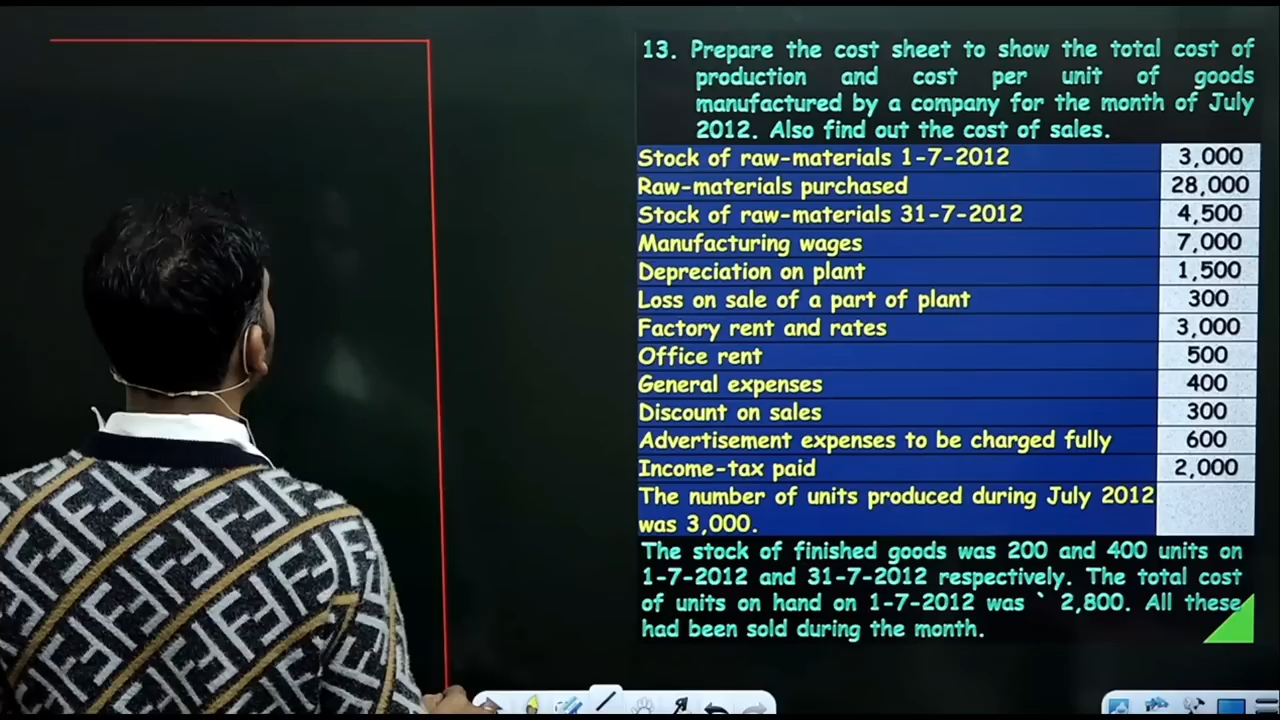 13. Prepare the cost sheet to show the total cost of
production and cost per unit of goods
manufactured by a company for the month of July
2012. Also find out the cost of sales.
Stock of raw-materials 1-7-2012 3,000
Raw-materials purchased 28,000
Stock of raw-materials 31-7-2012 4,500
Manufacturing wages 7,000
Depreciation on plant 1,500
Loss on sale of a part of plant 300
Factory rent and rates 3,000
Office rent 500
General expenses 400
Discount on sales 300
Advertisement expenses to be charged fully 600
Income-tax paid 2,000
The number of units produced during July 2012
was 3,000.
The stock of finished goods was 200 and 400 units on
1-7-2012 and 31-7-2012 respectively. The total cost
of units on hand on 1-7-2012 was ` 2,800. All these
had been sold during the month.